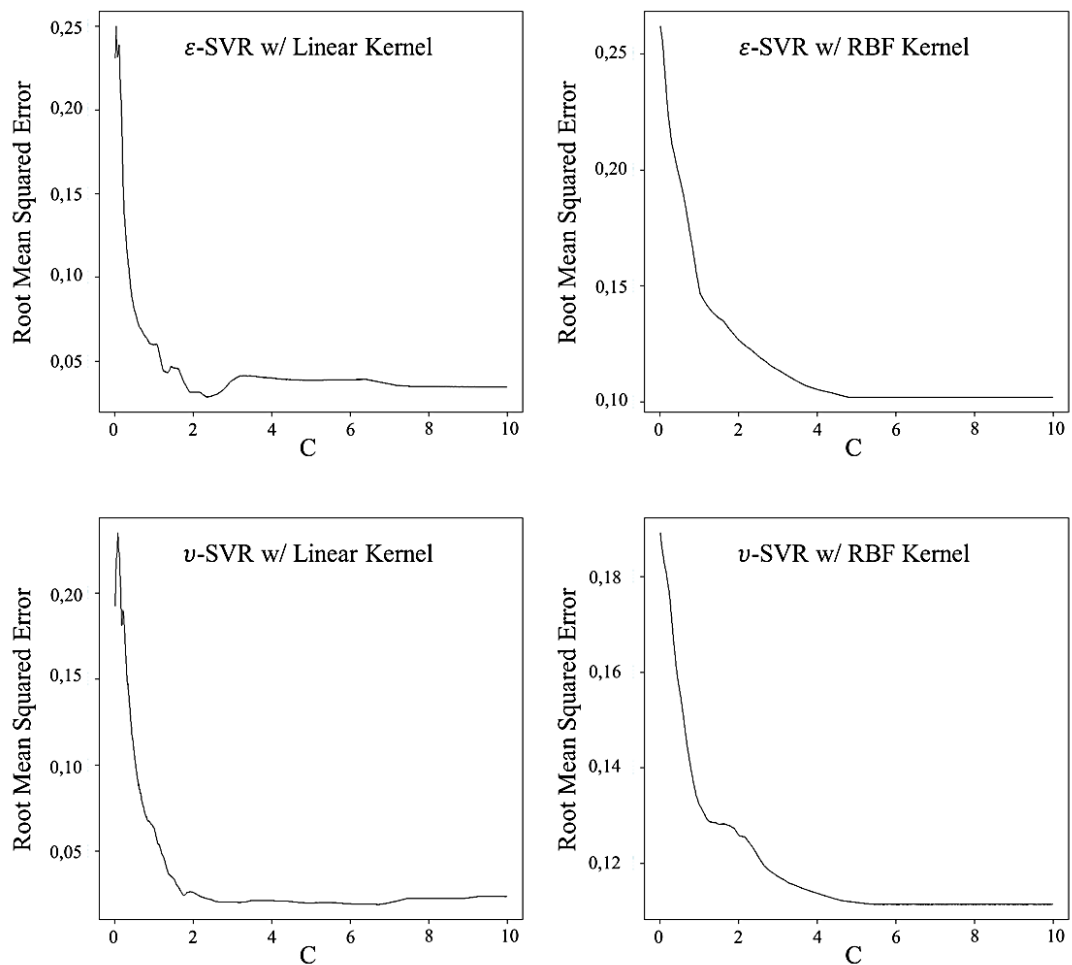 ε-SVR w/ Linear Kernel
Root Mean Squared Error
0,25
0,20
0,15
0,10
0,05
0 2 4 6 8 10
C
ε-SVR w/ RBF Kernel
Root Mean Squared Error
0,25
0,20
0,15
0,10
0 2 4 6 8 10
C
υ-SVR w/ Linear Kernel
Root Mean Squared Error
0,20
0,15
0,10
0,05
0 2 4 6 8 10
C
υ-SVR w/ RBF Kernel
Root Mean Squared Error
0,18
0,16
0,14
0,12
0 2 4 6 8 10
C